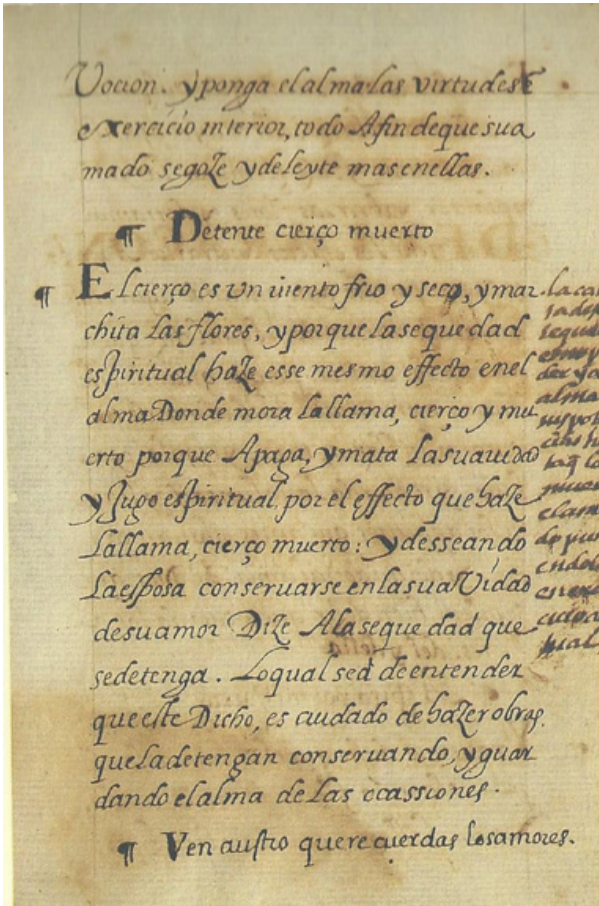 Vocion. y ponga el alma las virtudes ē
exercicio interior, todo Afin de que su a
mado se goze y deleyte mas en ellas.
¶ Detente cierço muerto
¶ El cierço es Un viento frio y seco, y mar
chita Las flores, y porque la sequedad
espiritual haze esse mesmo effecto en el
alma Donde mora La llama, cierço y mu
erto porque Apaga, y mata La suauidad
y Jugo espiritual, por el effecto que haze
La llama, cierço muerto: y desseando
La esposa conservarse en la suaVidad
de su amor Dize A la sequedad que
se detenga. Lo qual se à de entender
que este Dicho, es cuidado de hazer obras,
que la detengan conservando, y guar
dando el alma de Las ocassiones.
¶ Ven austro que recuerdas los amores.
alma